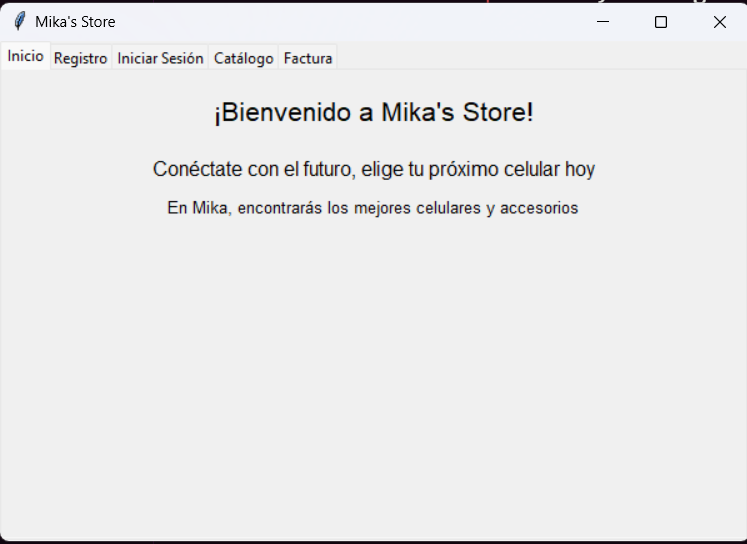 Mika's Store
Inicio Registro Iniciar Sesión Catálogo Factura
¡Bienvenido a Mika's Store!
Conéctate con el futuro, elige tu próximo celular hoy
En Mika, encontrarás los mejores celulares y accesorios